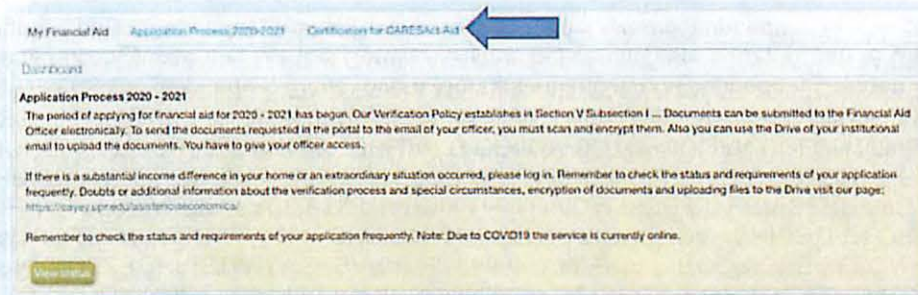 My Financial Aid Application Process 2020-2021 Certification for CARESAct Aid
Dashboard
Application Process 2020 - 2021
The period of applying for financial aid for 2020 - 2021 has begun. Our Verification Policy establishes in Section V Subsection I ... Documents can be submitted to the Financial Aid
Officer electronically. To send the documents requested in the portal to the email of your officer, you must scan and encrypt them. Also you can use the Drive of your institutional
email to upload the documents. You have to give your officer access.
If there is a substantial income difference in your home or an extraordinary situation occurred, please log in. Remember to check the status and requirements of your application
frequently. Doubts or additional information about the verification process and special circumstances, encryption of documents and uploading files to the Drive visit our page:
https://cayey.upr.edu/asistenciaeconomica/
Remember to check the status and requirements of your application frequently. Note: Due to COVID19 the service is currently online.
View status